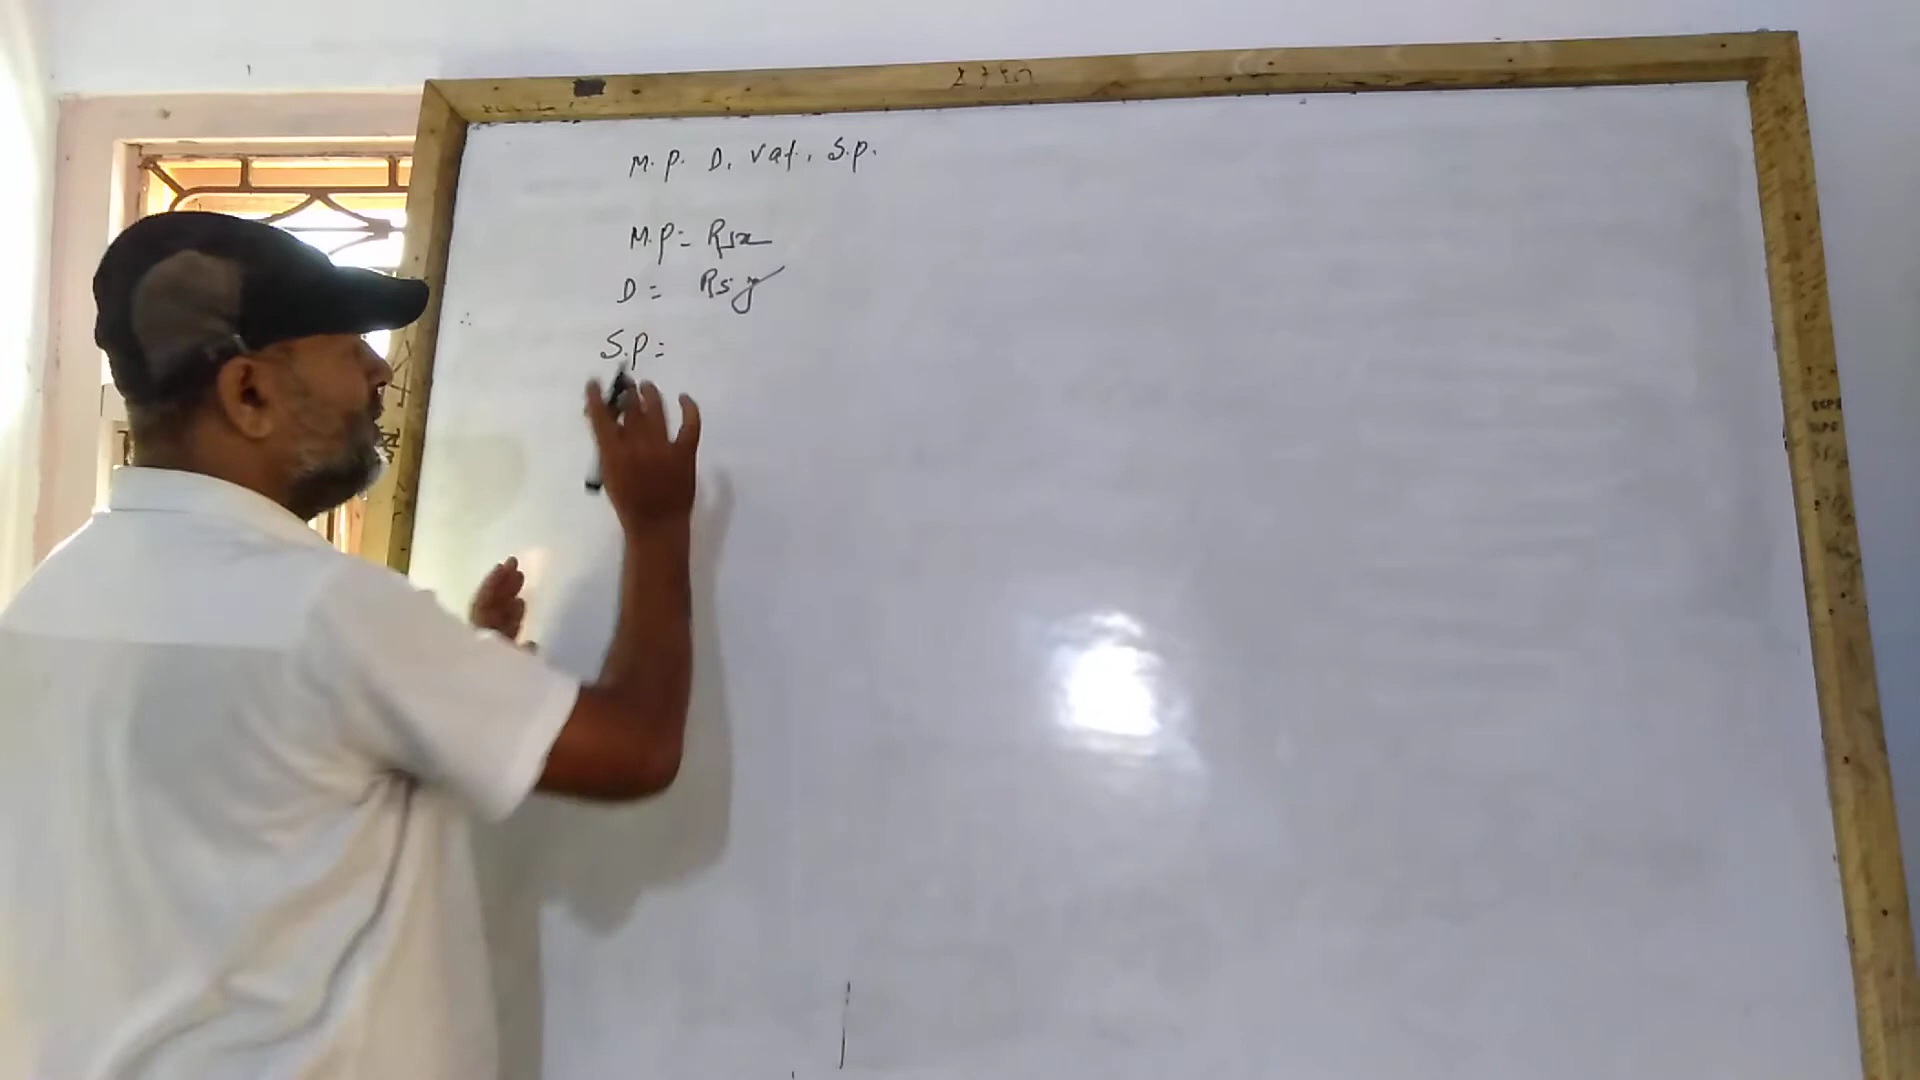 M. P. D, Vat, S.p.
M.P = Rs x
D = Rs y
S.P =